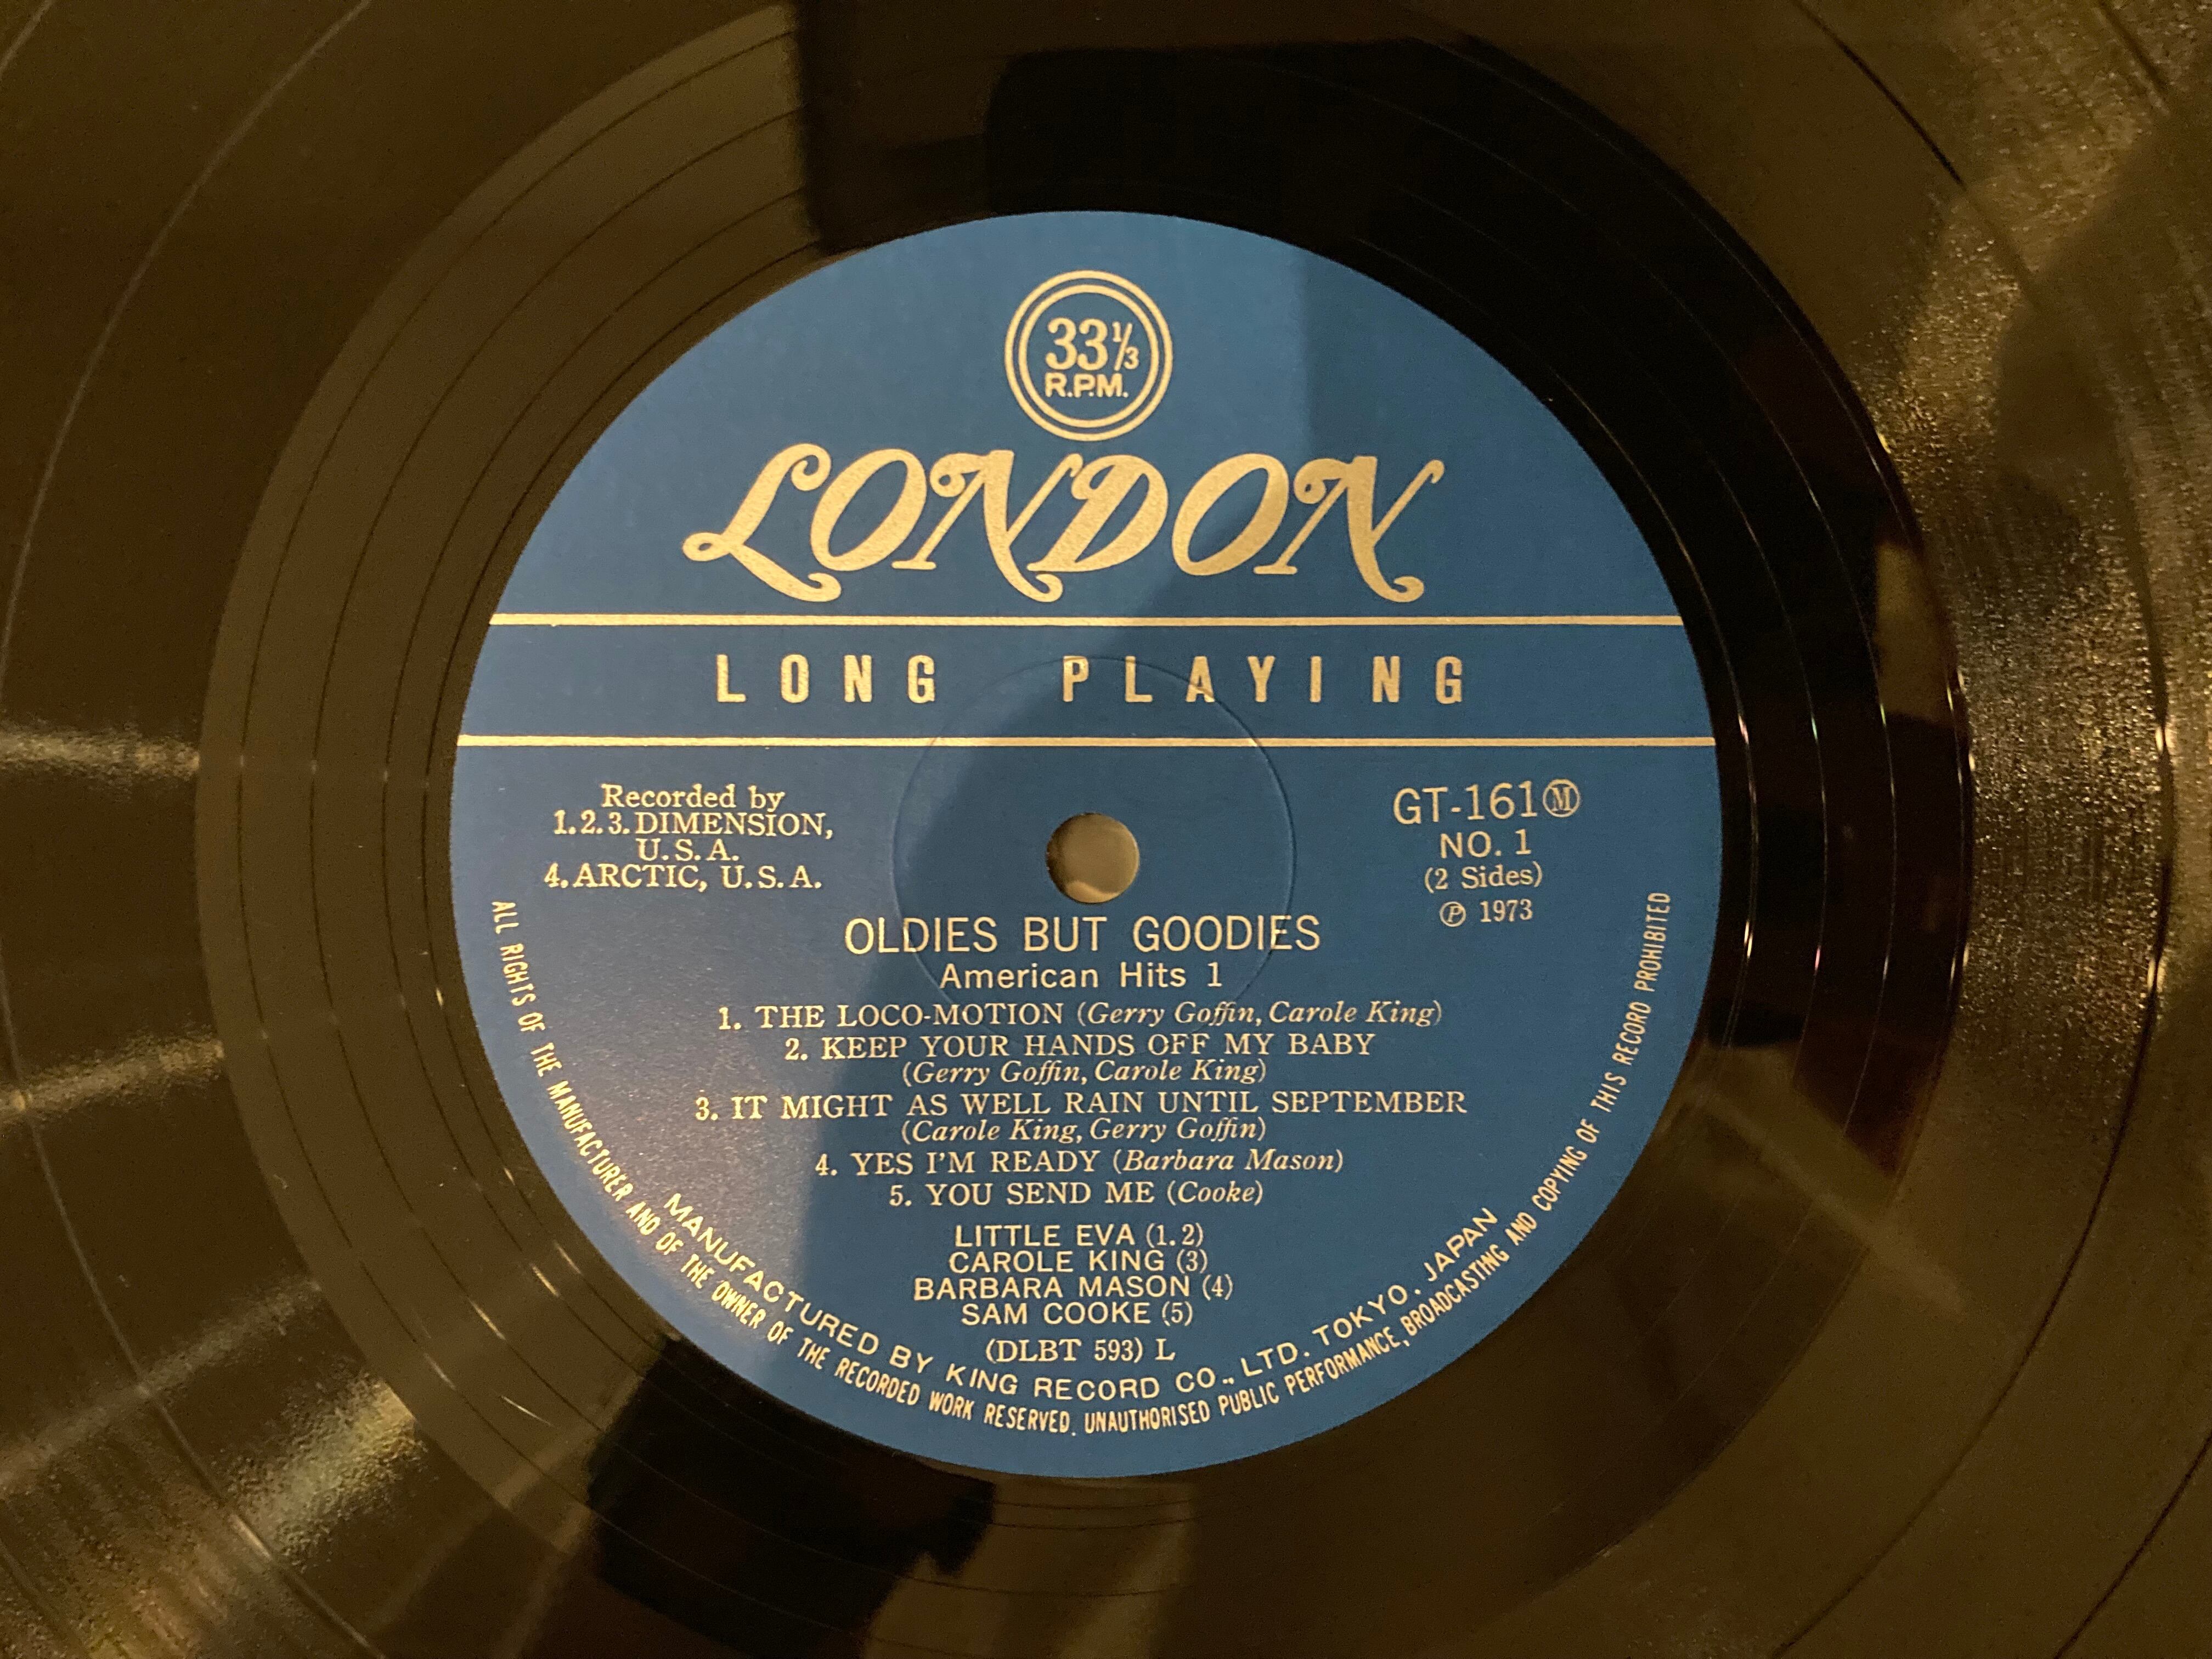 33⅓
R.P.M.
LONDON
LONG PLAYING
Recorded by
1.2.3.DIMENSION,
U.S.A.
4.ARCTIC, U.S.A.
GT-161Ⓜ
NO. 1
(2 Sides)
℗ 1973
OLDIES BUT GOODIES
American Hits 1
1. THE LOCO-MOTION (Gerry Goffin, Carole King)
2. KEEP YOUR HANDS OFF MY BABY
(Gerry Goffin, Carole King)
3. IT MIGHT AS WELL RAIN UNTIL SEPTEMBER
(Carole King, Gerry Goffin)
4. YES I'M READY (Barbara Mason)
5. YOU SEND ME (Cooke)
LITTLE EVA (1.2)
CAROLE KING (3)
BARBARA MASON (4)
SAM COOKE (5)
(DLBT 593) L
MANUFACTURED BY KING RECORD CO., LTD. TOKYO. JAPAN
ALL RIGHTS OF THE MANUFACTURER AND OF THE OWNER OF THE RECORDED WORK RESERVED. UNAUTHORISED PUBLIC PERFORMANCE, BROADCASTING AND COPYING OF THIS RECORD PROHIBITED